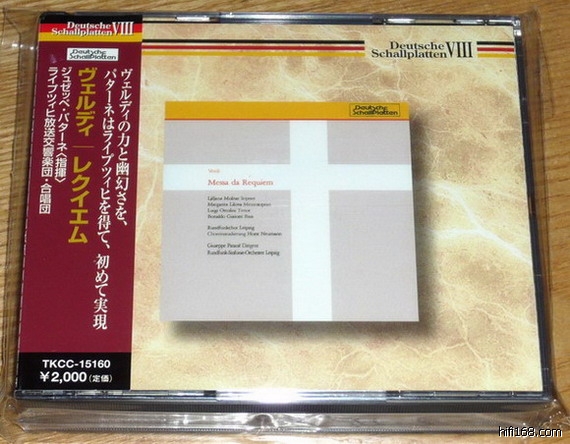 Deutsche
Schallplatten VIII
Deutsche
Schallplatten
ヴェルディの力と幽幻さを、
パターネはライプツィヒを得て、初めて実現
ヴェルディ｜レクイエム
ジュゼッペ・パターネ〈指揮〉
ライプツィヒ放送交響楽団・合唱団
TKCC-15160
¥2,000(定価)
Deutsche
Schallplatten VIII
Deutsche
Schallplatten
Verdi
Messa da Requiem
Rundfunkchor Leipzig
Rundfunk-Sinfonie-Orchester Leipzig
hifi168.com